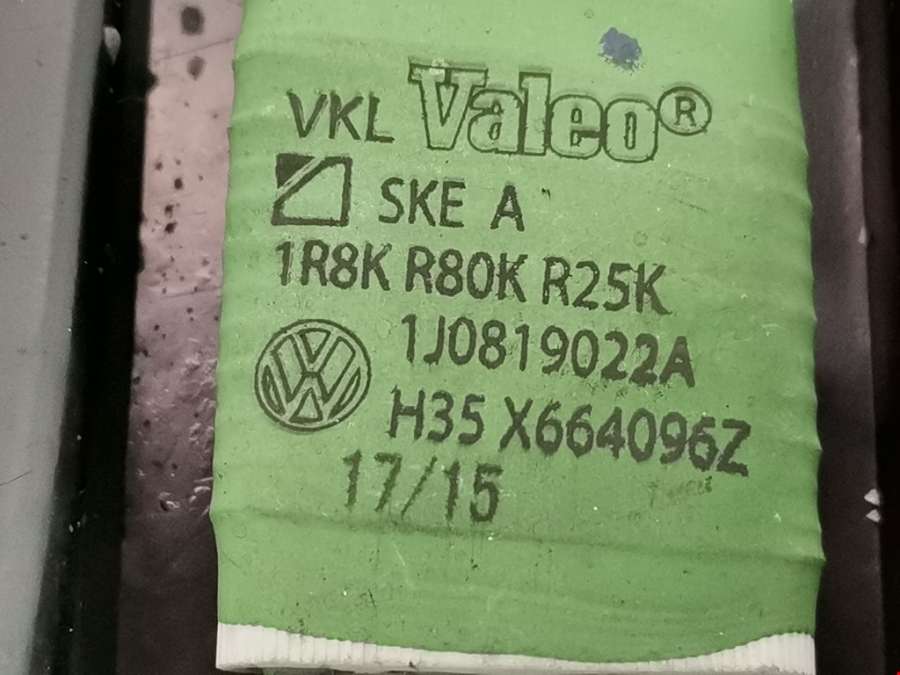 VKL Valeo®
SKE A
1R8K R80K R25K
1J0819022A
H35 X664096Z
17/15